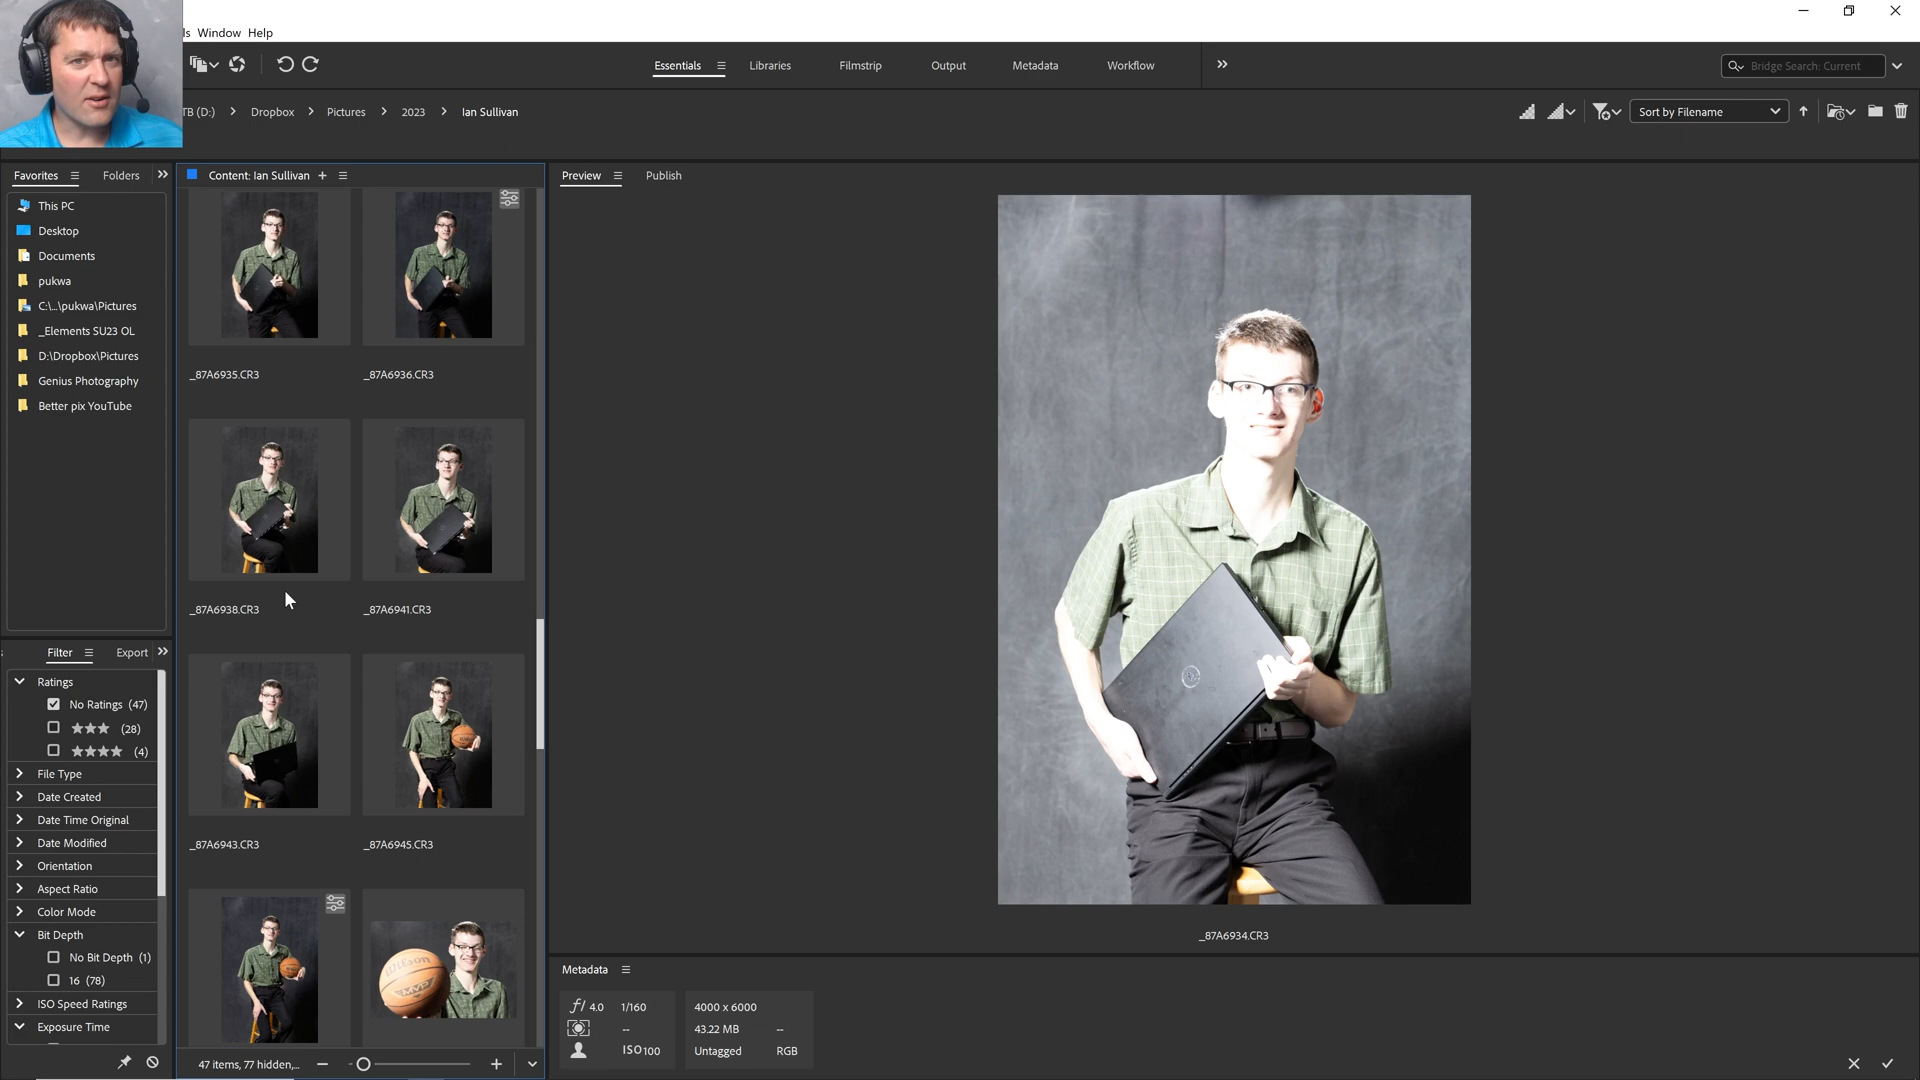 ls Window Help
Essentials Libraries Filmstrip Output Metadata Workflow
Bridge Search: Current
TB (D:) Dropbox Pictures 2023 Ian Sullivan
Sort by Filename
Favorites Folders
This PC
Desktop
Documents
pukwa
C:\...\pukwa\Pictures
_Elements SU23 OL
D:\Dropbox\Pictures
Genius Photography
Better pix YouTube
Filter Export
Ratings
No Ratings (47)
(28)
(4)
File Type
Date Created
Date Time Original
Date Modified
Orientation
Aspect Ratio
Color Mode
Bit Depth
No Bit Depth (1)
16 (78)
ISO Speed Ratings
Exposure Time
Content: Ian Sullivan
_87A6935.CR3 _87A6936.CR3
_87A6938.CR3 _87A6941.CR3
_87A6943.CR3 _87A6945.CR3
Wilson
MVP
47 items, 77 hidden,...
Preview Publish
_87A6934.CR3
Metadata
f/ 4.0 1/160
--
ISO100
4000 x 6000
43.22 MB --
Untagged RGB